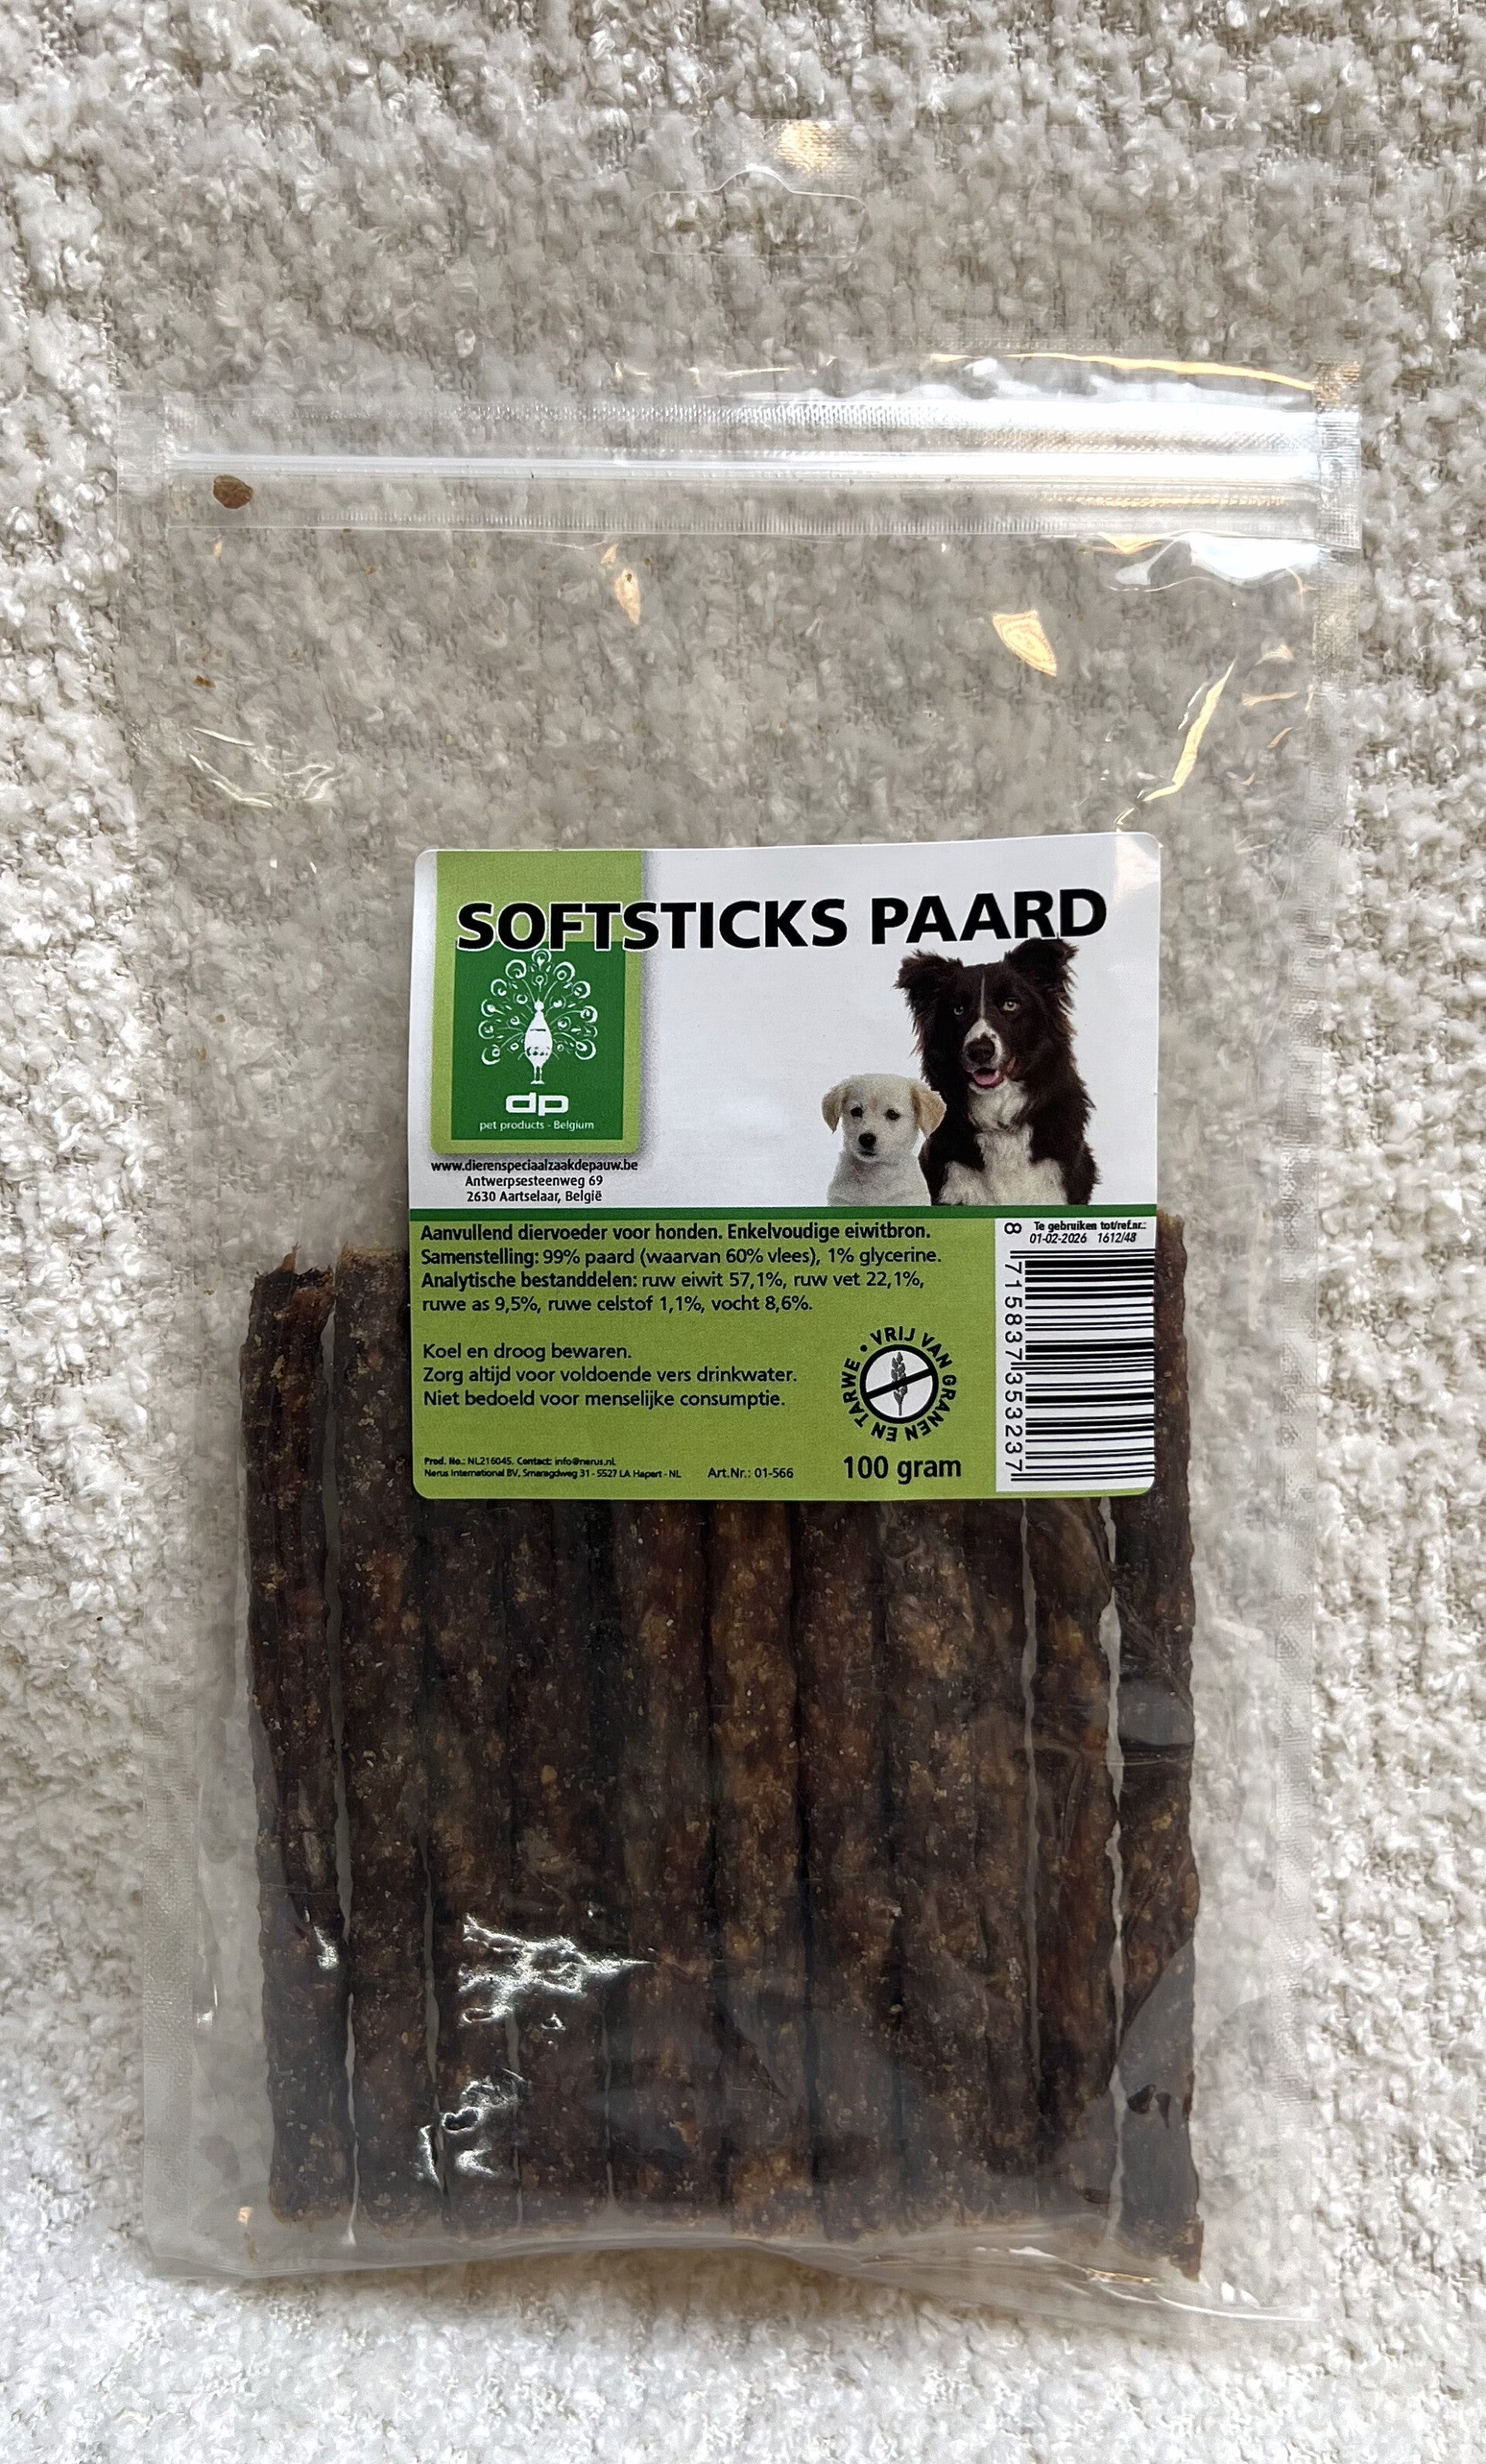 SOFTSTICKS PAARD
dp
pet products - Belgium
www.dierenspeciaalzaakdepauw.be
Antwerpsesteenweg 69
2630 Aartselaar, België
Aanvullend diervoeder voor honden. Enkelvoudige eiwitbron.
Samenstelling: 99% paard (waarvan 60% vlees), 1% glycerine.
Analytische bestanddelen: ruw eiwit 57,1%, ruw vet 22,1%,
ruwe as 9,5%, ruwe celstof 1,1%, vocht 8,6%.
Koel en droog bewaren.
Zorg altijd voor voldoende vers drinkwater.
Niet bedoeld voor menselijke consumptie.
VRIJ VAN GRANEN EN TARWE •
Prod. No.: NL216045. Contact: info@nerus.nl
Nerus International BV, Smaragdweg 31 - 5527 LA Hapert - NL
Art.Nr.: 01-566
100 gram
Te gebruiken tot/ref.nr.:
01-02-2026 1612/48
8 715837 353237